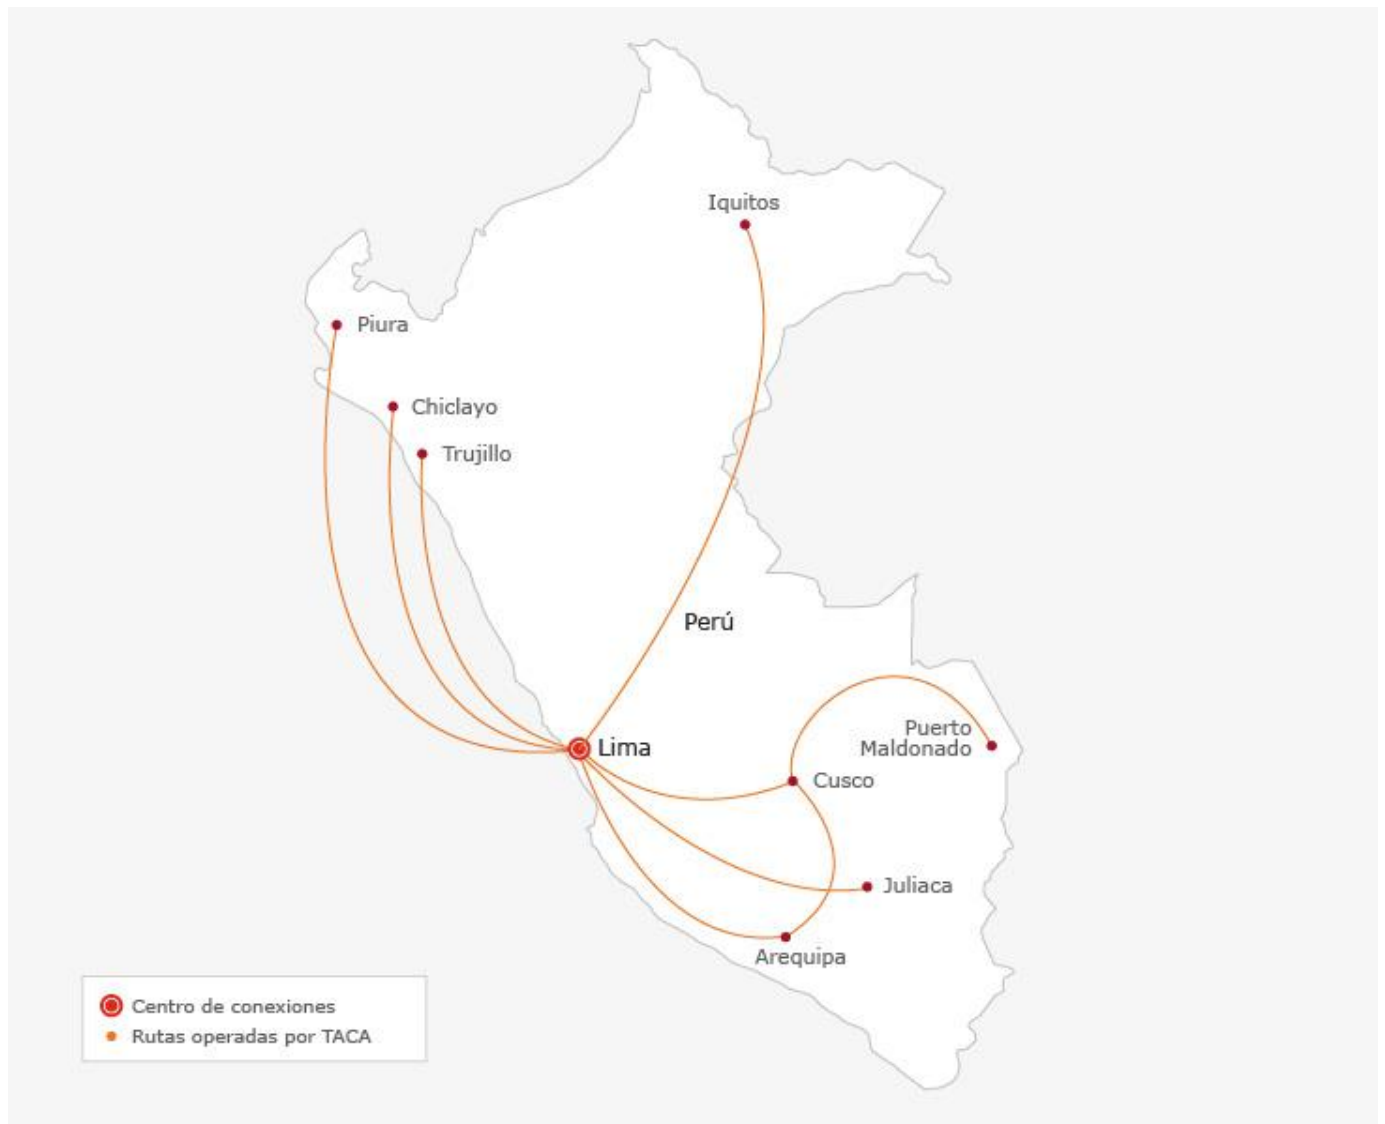 Iquitos
Piura
Chiclayo
Trujillo
Perú
Lima
Puerto
Maldonado
Cusco
Juliaca
Arequipa
Centro de conexiones
Rutas operadas por TACA